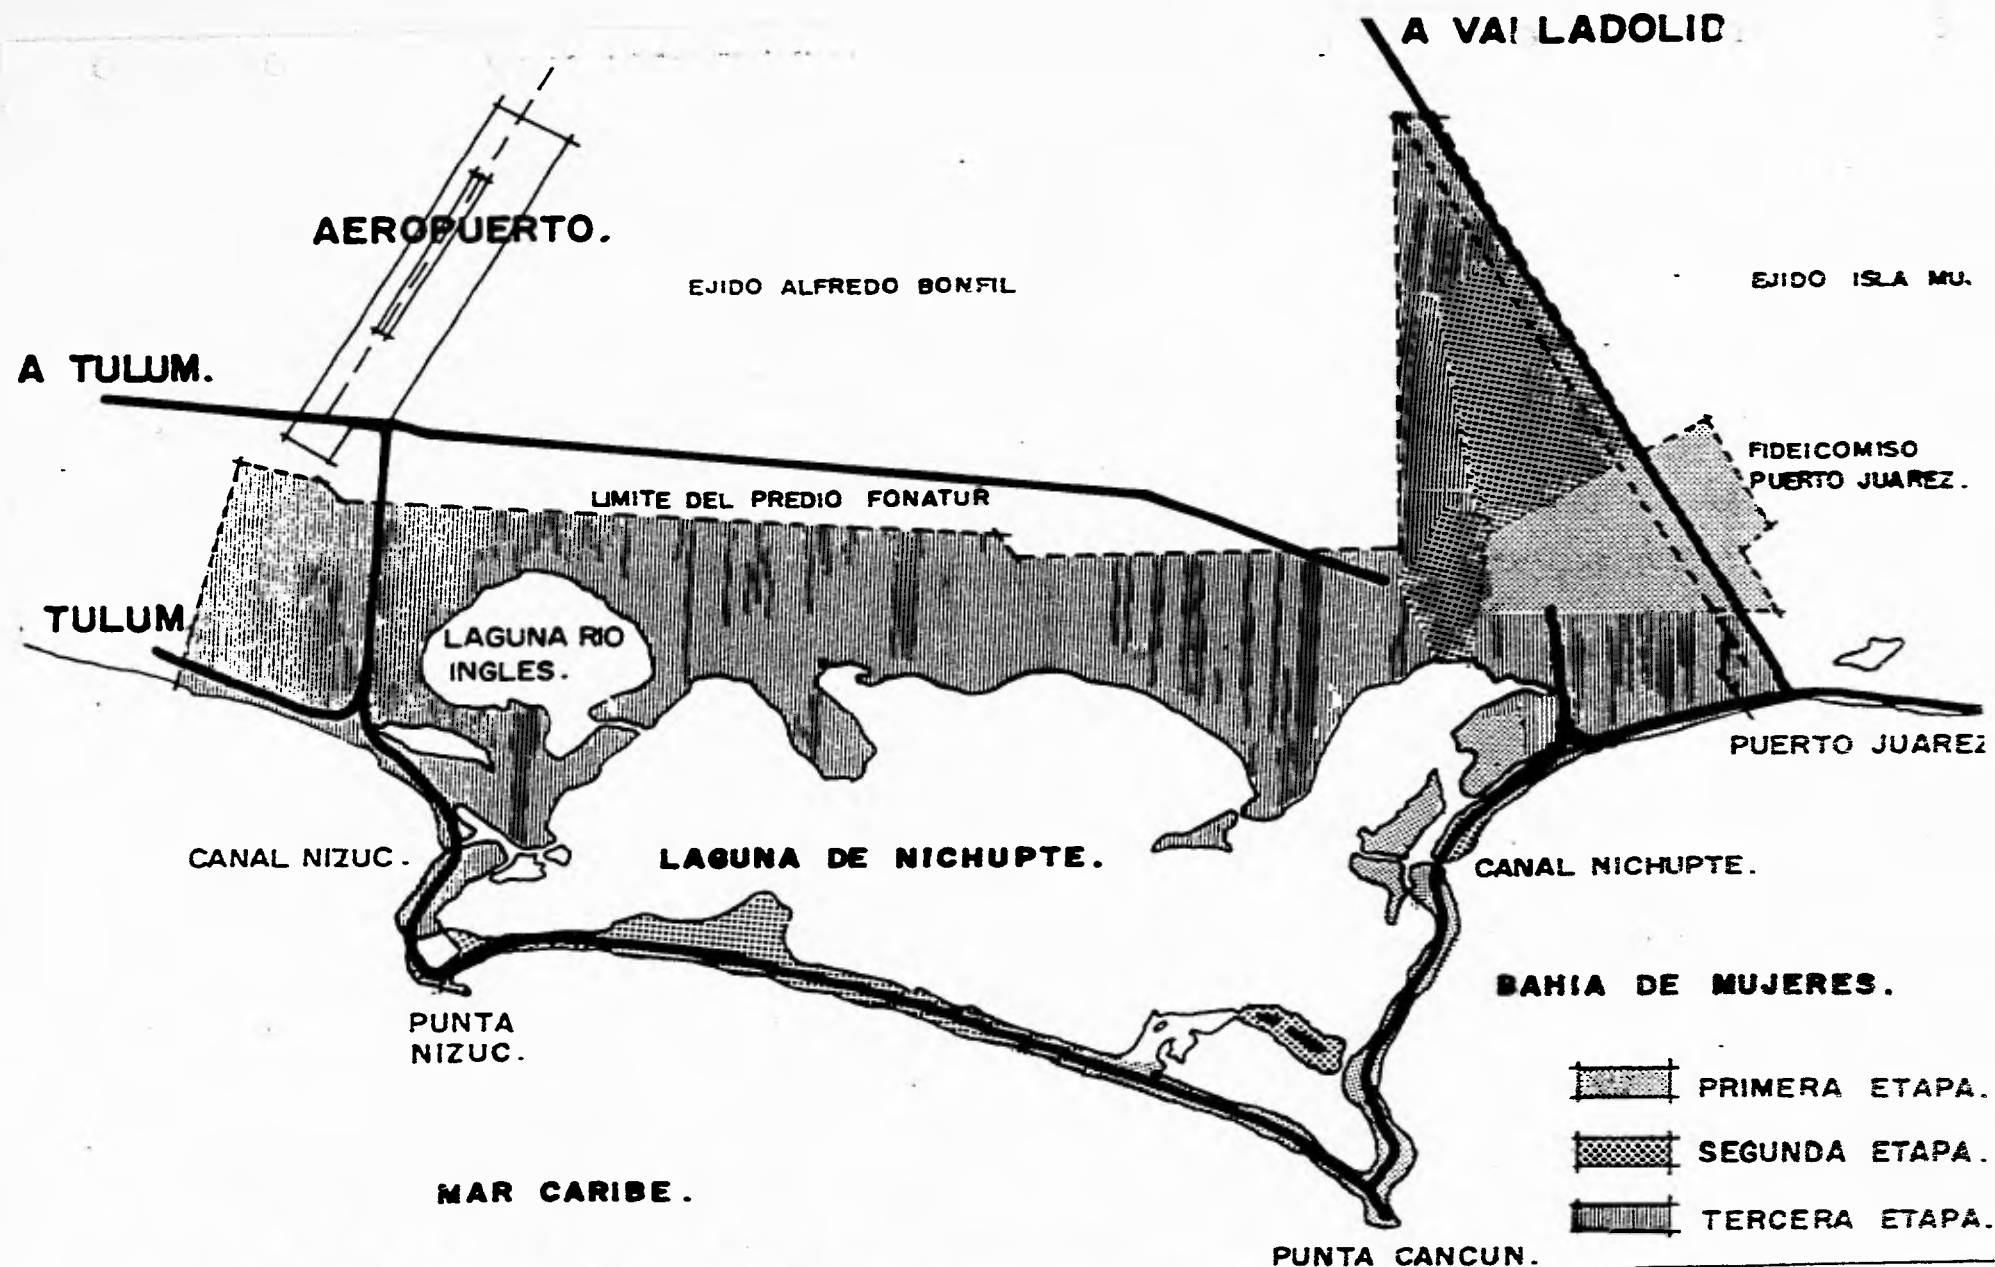 A VALLADOLID
AEROPUERTO.
EJIDO ALFREDO BONFIL
EJIDO ISLA MU.
A TULUM.
FIDEICOMISO
PUERTO JUAREZ.
LIMITE DEL PREDIO FONATUR
TULUM
LAGUNA RIO
INGLES.
PUERTO JUAREZ
CANAL NIZUC.
LAGUNA DE NICHUPTE.
CANAL NICHUPTE.
BAHIA DE MUJERES.
PUNTA
NIZUC.
PRIMERA ETAPA.
SEGUNDA ETAPA.
MAR CARIBE.
TERCERA ETAPA.
PUNTA CANCUN.